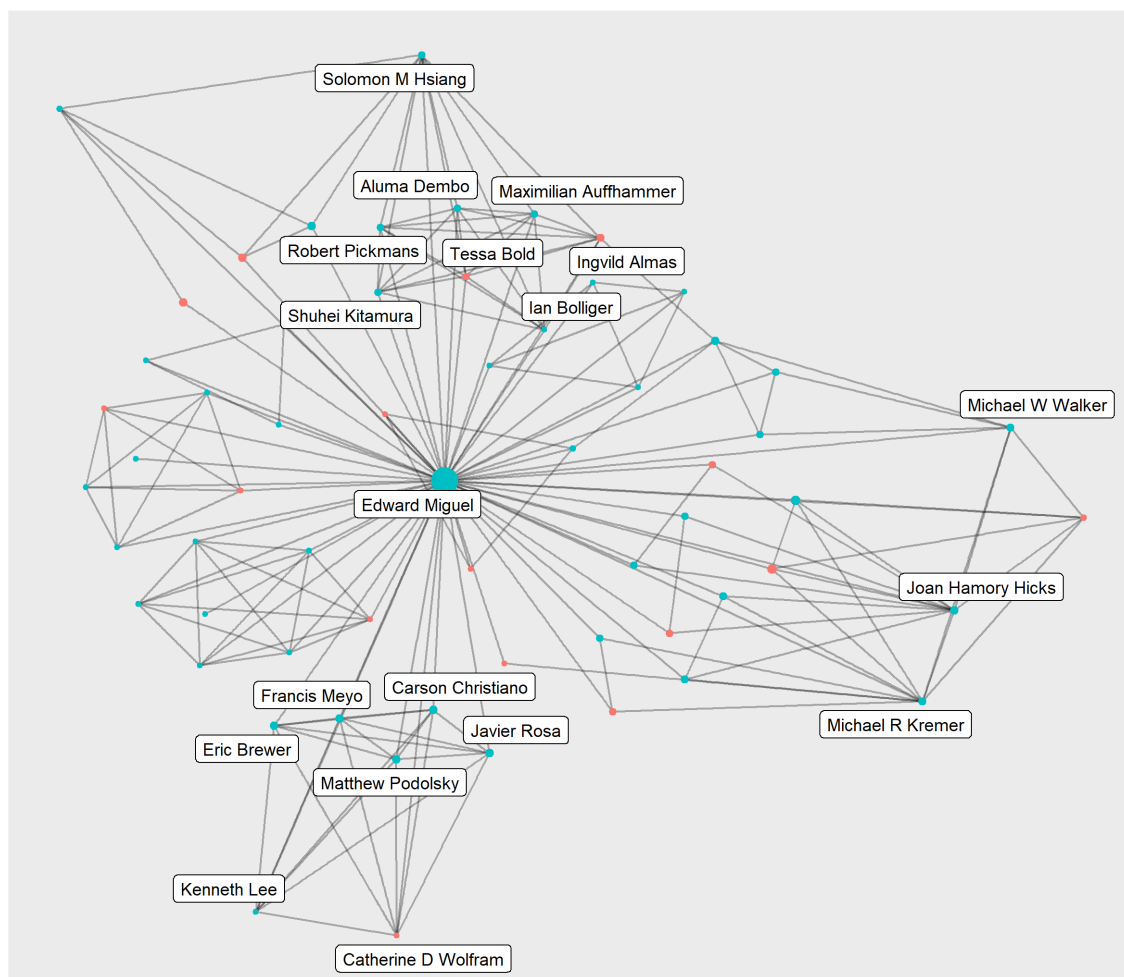 Solomon M Hsiang
Aluma Dembo
Maximilian Auffhammer
Robert Pickmans
Tessa Bold
Ingvild Almas
Shuhei Kitamura
Ian Bolliger
Michael W Walker
Edward Miguel
Joan Hamory Hicks
Francis Meyo
Carson Christiano
Michael R Kremer
Javier Rosa
Eric Brewer
Matthew Podolsky
Kenneth Lee
Catherine D Wolfram